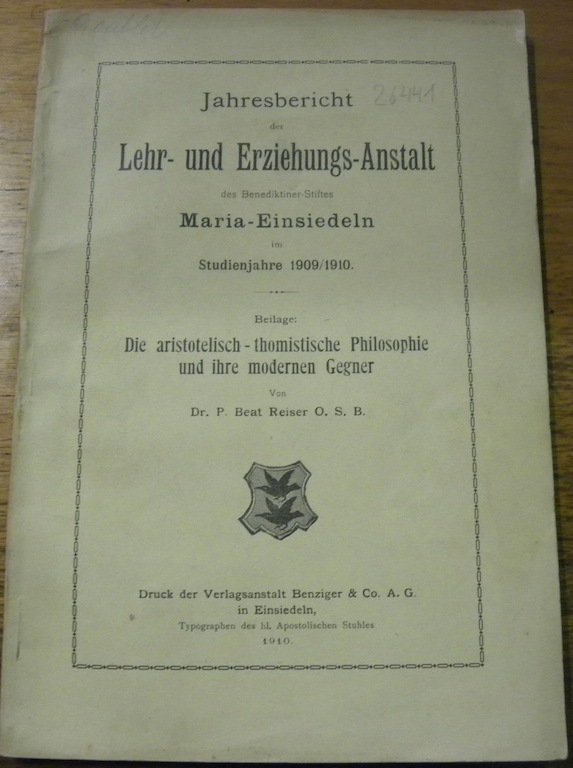 Jahresbericht
der
Lehr- und Erziehungs-Anstalt
des Benediktiner-Stiftes
Maria-Einsiedeln
im
Studienjahre 1909/1910.
Beilage:
Die aristotelisch-thomistische Philosophie
und ihre modernen Gegner
Von
Dr. P. Beat Reiser O. S. B.
Druck der Verlagsanstalt Benziger & Co. A. G.
in Einsiedeln,
Typographen des hl. Apostolischen Stuhles
1910.
26441